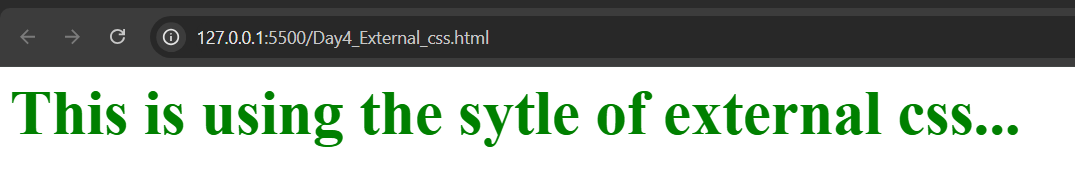 127.0.0.1:5500/Day4_External_css.html
This is using the sytle of external css...